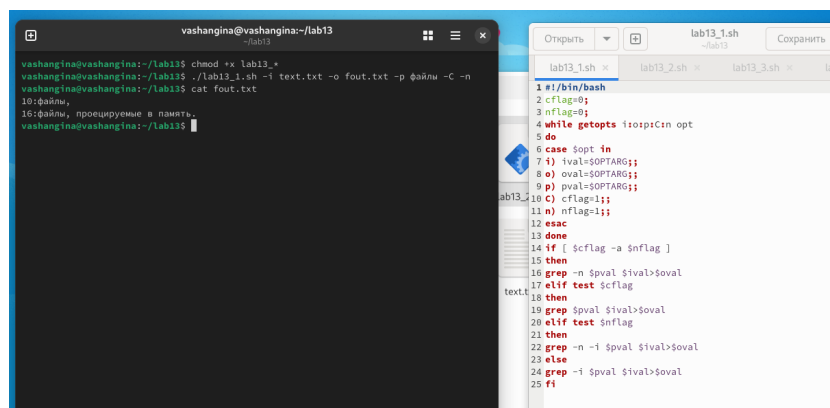 vashangina@vashangina:~/lab13
~/lab13
vashangina@vashangina:~/lab13$ chmod +x lab13_*
vashangina@vashangina:~/lab13$ ./lab13_1.sh -i text.txt -o fout.txt -p файлы -C -n
vashangina@vashangina:~/lab13$ cat fout.txt
10:файлы,
16:файлы, проецируемые в память.
vashangina@vashangina:~/lab13$
ab13_2
text.t
Открыть
lab13_1.sh
~/lab13
Сохранить
lab13_1.sh × lab13_2.sh × lab13_3.sh × la
1 #!/bin/bash
2 cflag=0;
3 nflag=0;
4 while getopts i:o:p:C:n opt
5 do
6 case $opt in
7 i) ival=$OPTARG;;
8 o) oval=$OPTARG;;
9 p) pval=$OPTARG;;
10 C) cflag=1;;
11 n) nflag=1;;
12 esac
13 done
14 if [ $cflag -a $nflag ]
15 then
16 grep -n $pval $ival>$oval
17 elif test $cflag
18 then
19 grep $pval $ival>$oval
20 elif test $nflag
21 then
22 grep -n -i $pval $ival>$oval
23 else
24 grep -i $pval $ival>$oval
25 fi